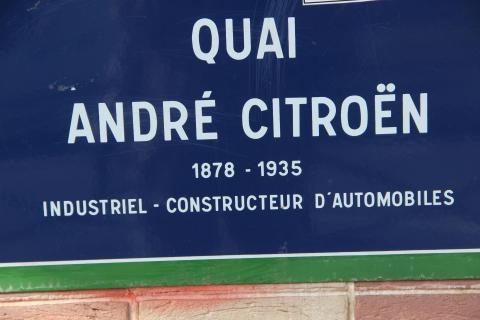 QUAI
ANDRÉ CITROËN
1878 - 1935
INDUSTRIEL - CONSTRUCTEUR D'AUTOMOBILES